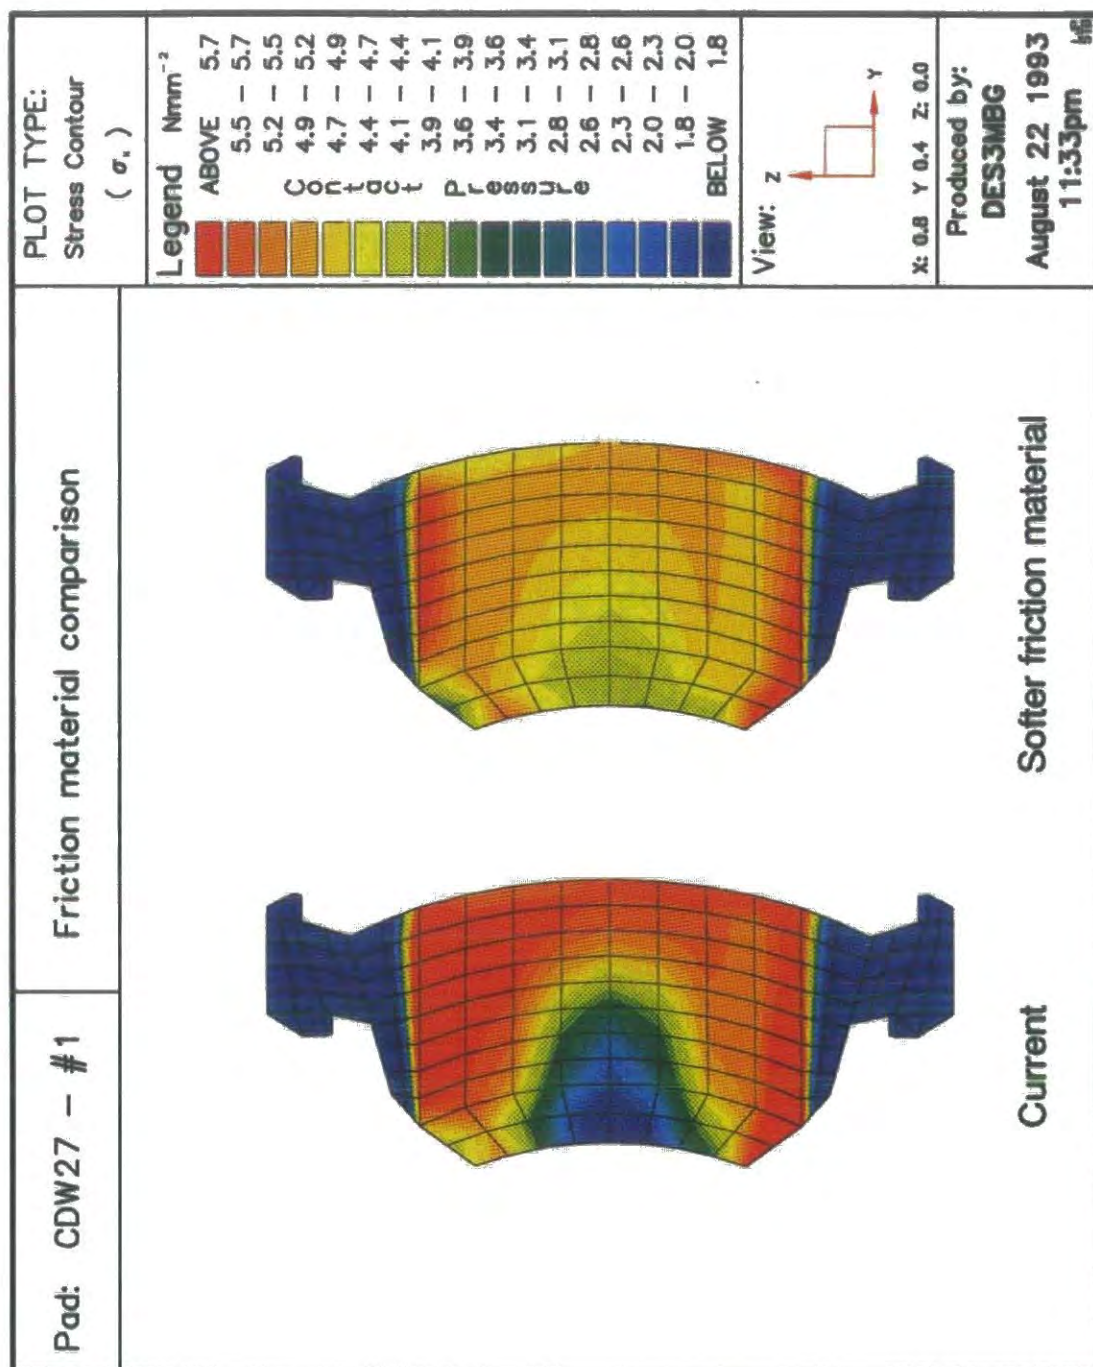 Pad: CDW27 - #1
Friction material comparison
PLOT TYPE:
Stress Contour
Legend Nmm⁻²
ABOVE 5.7
5.5 - 5.7
5.2 - 5.5
4.9 - 5.2
4.7 - 4.9
4.4 - 4.7
4.1 - 4.4
3.9 - 4.1
3.6 - 3.9
3.4 - 3.6
3.1 - 3.4
2.8 - 3.1
2.6 - 2.8
2.3 - 2.6
2.0 - 2.3
1.8 - 2.0
BELOW 1.8
Contact Pressure
View:
Z
Y
X: 0.8 Y 0.4 Z: 0.0
Produced by:
DES3MBG
August 22 1993
11:33pm
Current
Softer friction material